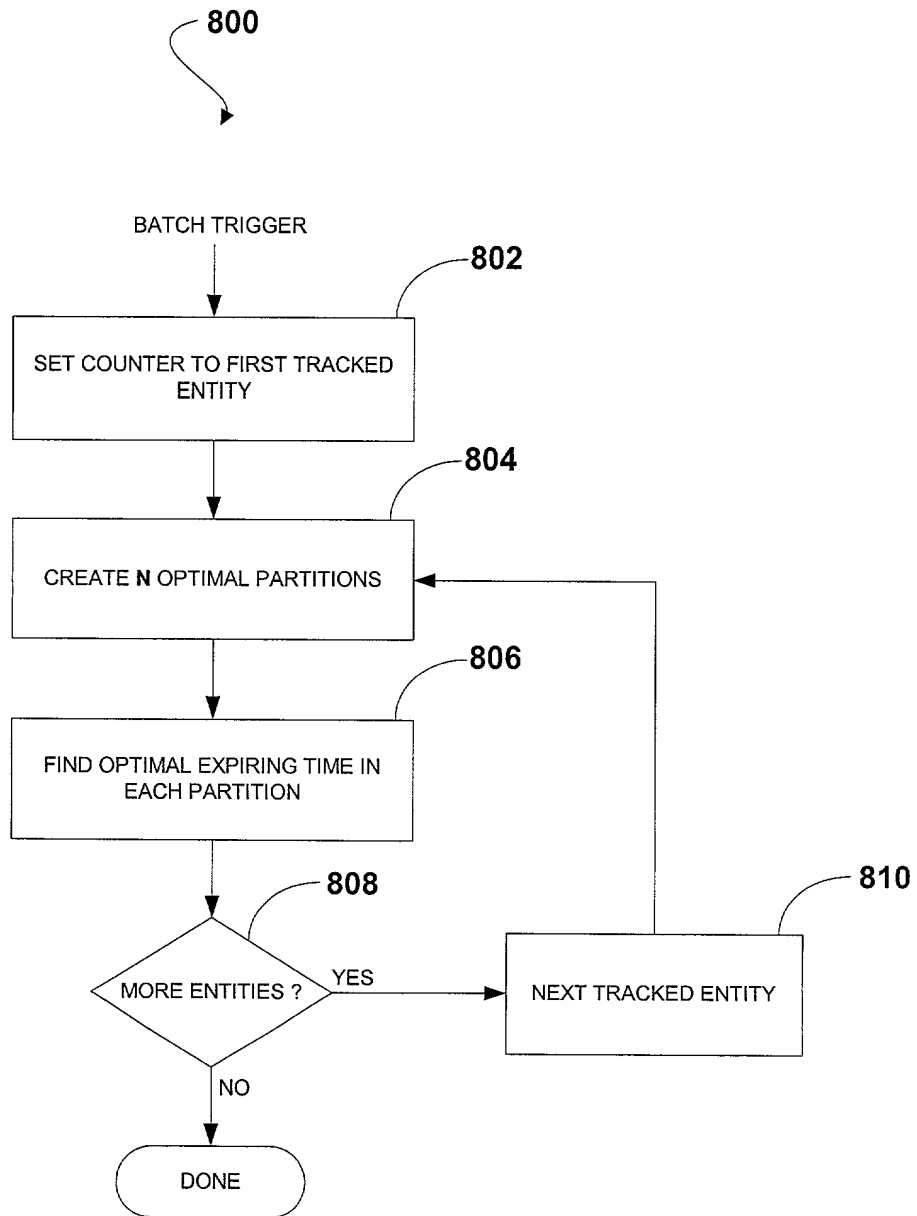 800
BATCH TRIGGER
802
SET COUNTER TO FIRST TRACKED
ENTITY
804
CREATE N OPTIMAL PARTITIONS
806
FIND OPTIMAL EXPIRING TIME IN
EACH PARTITION
808
MORE ENTITIES ?
YES
810
NEXT TRACKED ENTITY
NO
DONE